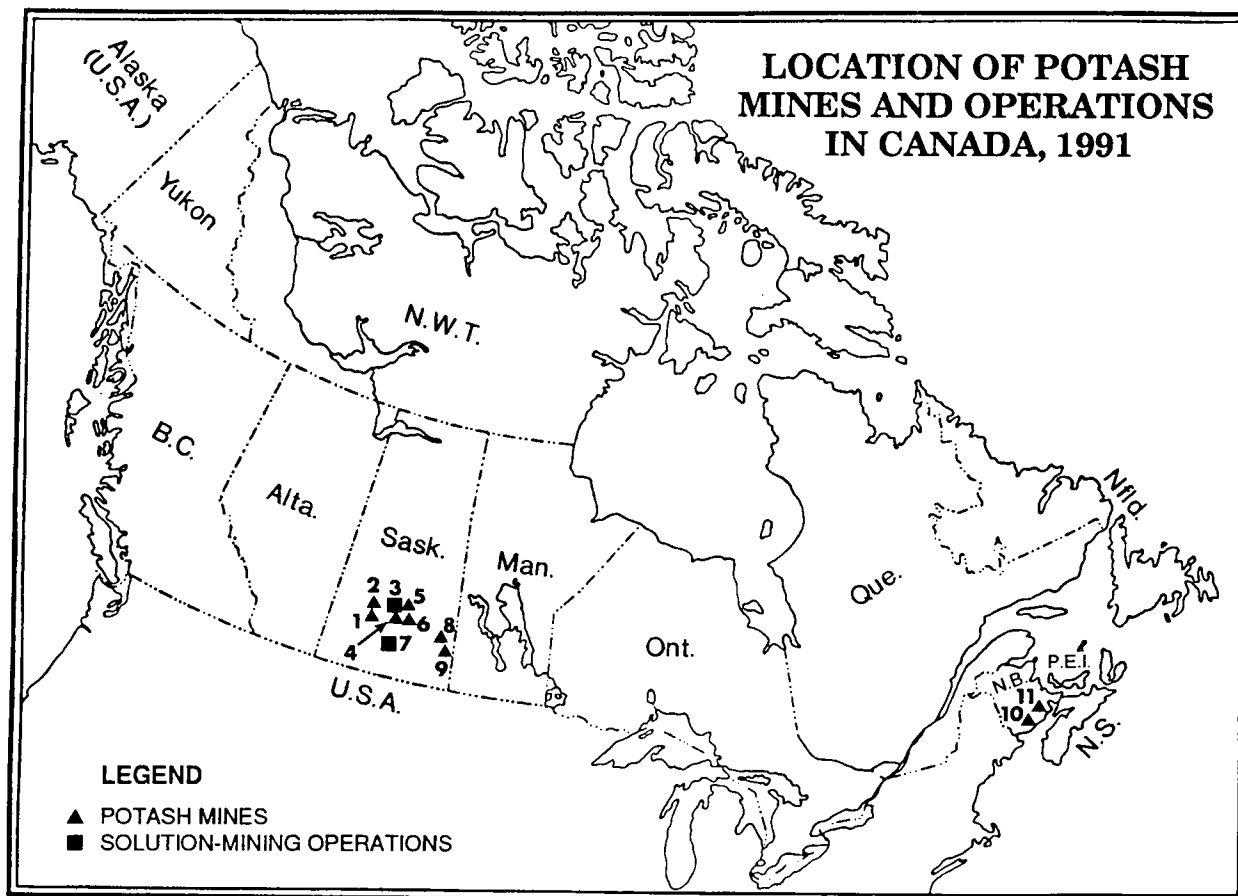 LOCATION OF POTASH
MINES AND OPERATIONS
IN CANADA, 1991
Alaska
(U.S.A.)
Yukon
N.W.T.
B.C.
Alta.
Sask.
Man.
Ont.
Que.
Nfld.
P.E.I.
N.B.
N.S.
U.S.A.
2
3
5
1
6
4
7
8
9
11
10
LEGEND
▲ POTASH MINES
■ SOLUTION-MINING OPERATIONS